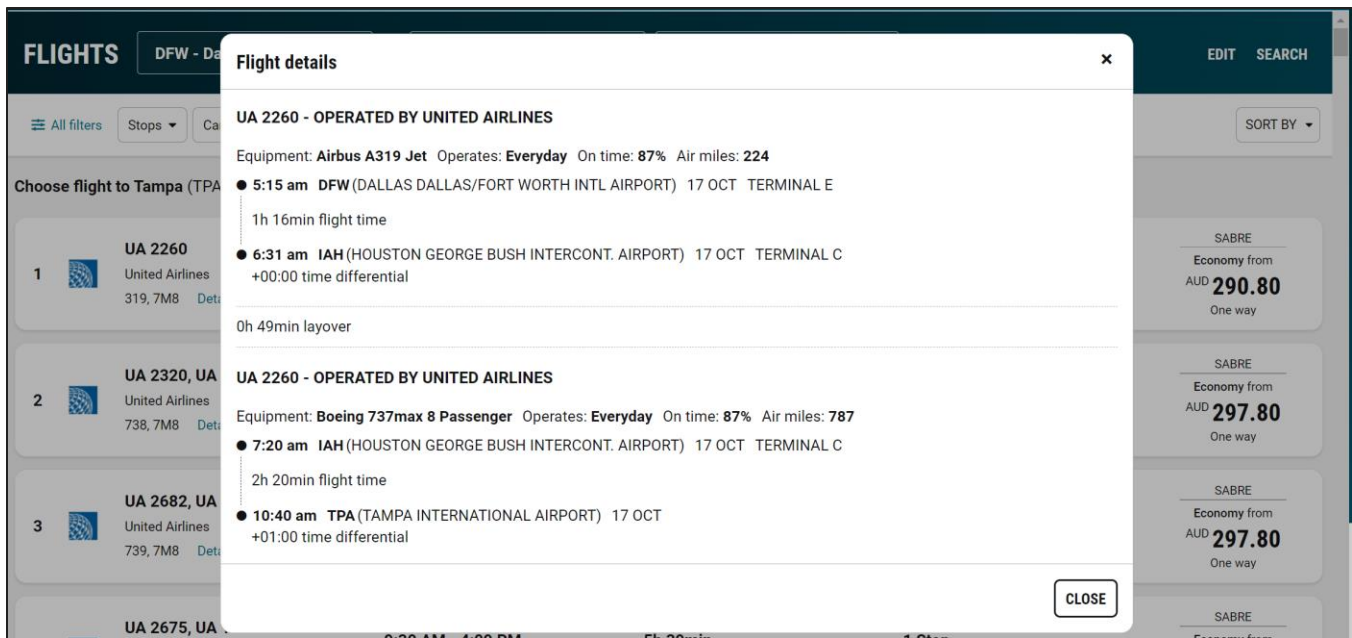 FLIGHTS DFW - Da EDIT SEARCH
Flight details ×
All filters Stops Ca SORT BY
UA 2260 - OPERATED BY UNITED AIRLINES
Equipment: Airbus A319 Jet Operates: Everyday On time: 87% Air miles: 224
Choose flight to Tampa (TPA
5:15 am DFW (DALLAS DALLAS/FORT WORTH INTL AIRPORT) 17 OCT TERMINAL E
1h 16min flight time
6:31 am IAH (HOUSTON GEORGE BUSH INTERCONT. AIRPORT) 17 OCT TERMINAL C
+00:00 time differential
0h 49min layover
UA 2260 - OPERATED BY UNITED AIRLINES
Equipment: Boeing 737max 8 Passenger Operates: Everyday On time: 87% Air miles: 787
7:20 am IAH (HOUSTON GEORGE BUSH INTERCONT. AIRPORT) 17 OCT TERMINAL C
2h 20min flight time
10:40 am TPA (TAMPA INTERNATIONAL AIRPORT) 17 OCT
+01:00 time differential
CLOSE
1
UA 2260
United Airlines
319, 7M8 Deta
SABRE
Economy from
AUD 290.80
One way
2
UA 2320, UA
United Airlines
738, 7M8 Deta
SABRE
Economy from
AUD 297.80
One way
3
UA 2682, UA
United Airlines
739, 7M8 Deta
SABRE
Economy from
AUD 297.80
One way
UA 2675, UA
SABRE